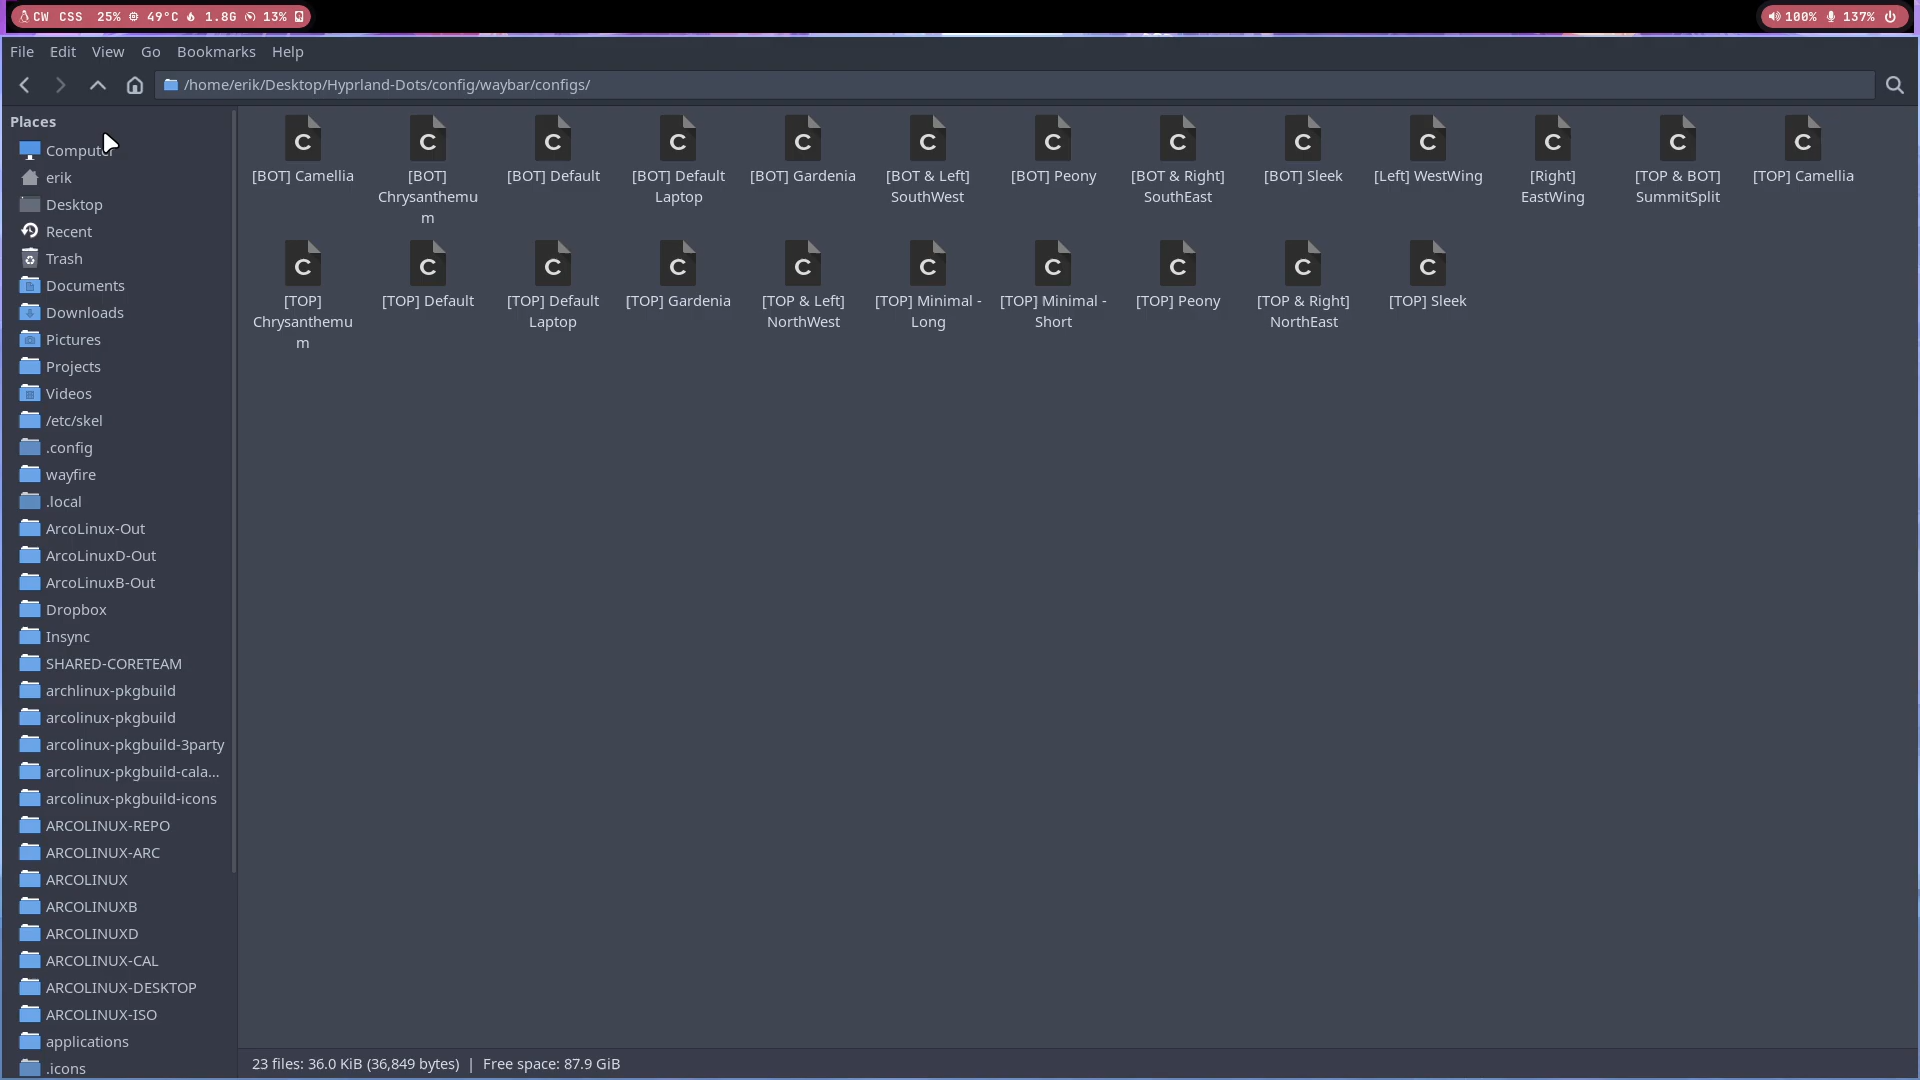 CW CSS 25% 49°C 1.8G 13%
100% 137%
File Edit View Go Bookmarks Help
/home/erik/Desktop/Hyprland-Dots/config/waybar/configs/
Places
Computer
erik
Desktop
Recent
Trash
Documents
Downloads
Pictures
Projects
Videos
/etc/skel
.config
wayfire
.local
ArcoLinux-Out
ArcoLinuxD-Out
ArcoLinuxB-Out
Dropbox
Insync
SHARED-CORETEAM
archlinux-pkgbuild
arcolinux-pkgbuild
arcolinux-pkgbuild-3party
arcolinux-pkgbuild-cala...
arcolinux-pkgbuild-icons
ARCOLINUX-REPO
ARCOLINUX-ARC
ARCOLINUX
ARCOLINUXB
ARCOLINUXD
ARCOLINUX-CAL
ARCOLINUX-DESKTOP
ARCOLINUX-ISO
applications
.icons
[BOT] Camellia
[BOT]
Chrysanthemu
m
[BOT] Default
[BOT] Default
Laptop
[BOT] Gardenia
[BOT & Left]
SouthWest
[BOT] Peony
[BOT & Right]
SouthEast
[BOT] Sleek
[Left] WestWing
[Right]
EastWing
[TOP & BOT]
SummitSplit
[TOP] Camellia
[TOP]
Chrysanthemu
m
[TOP] Default
[TOP] Default
Laptop
[TOP] Gardenia
[TOP & Left]
NorthWest
[TOP] Minimal -
Long
[TOP] Minimal -
Short
[TOP] Peony
[TOP & Right]
NorthEast
[TOP] Sleek
23 files: 36.0 KiB (36,849 bytes) | Free space: 87.9 GiB